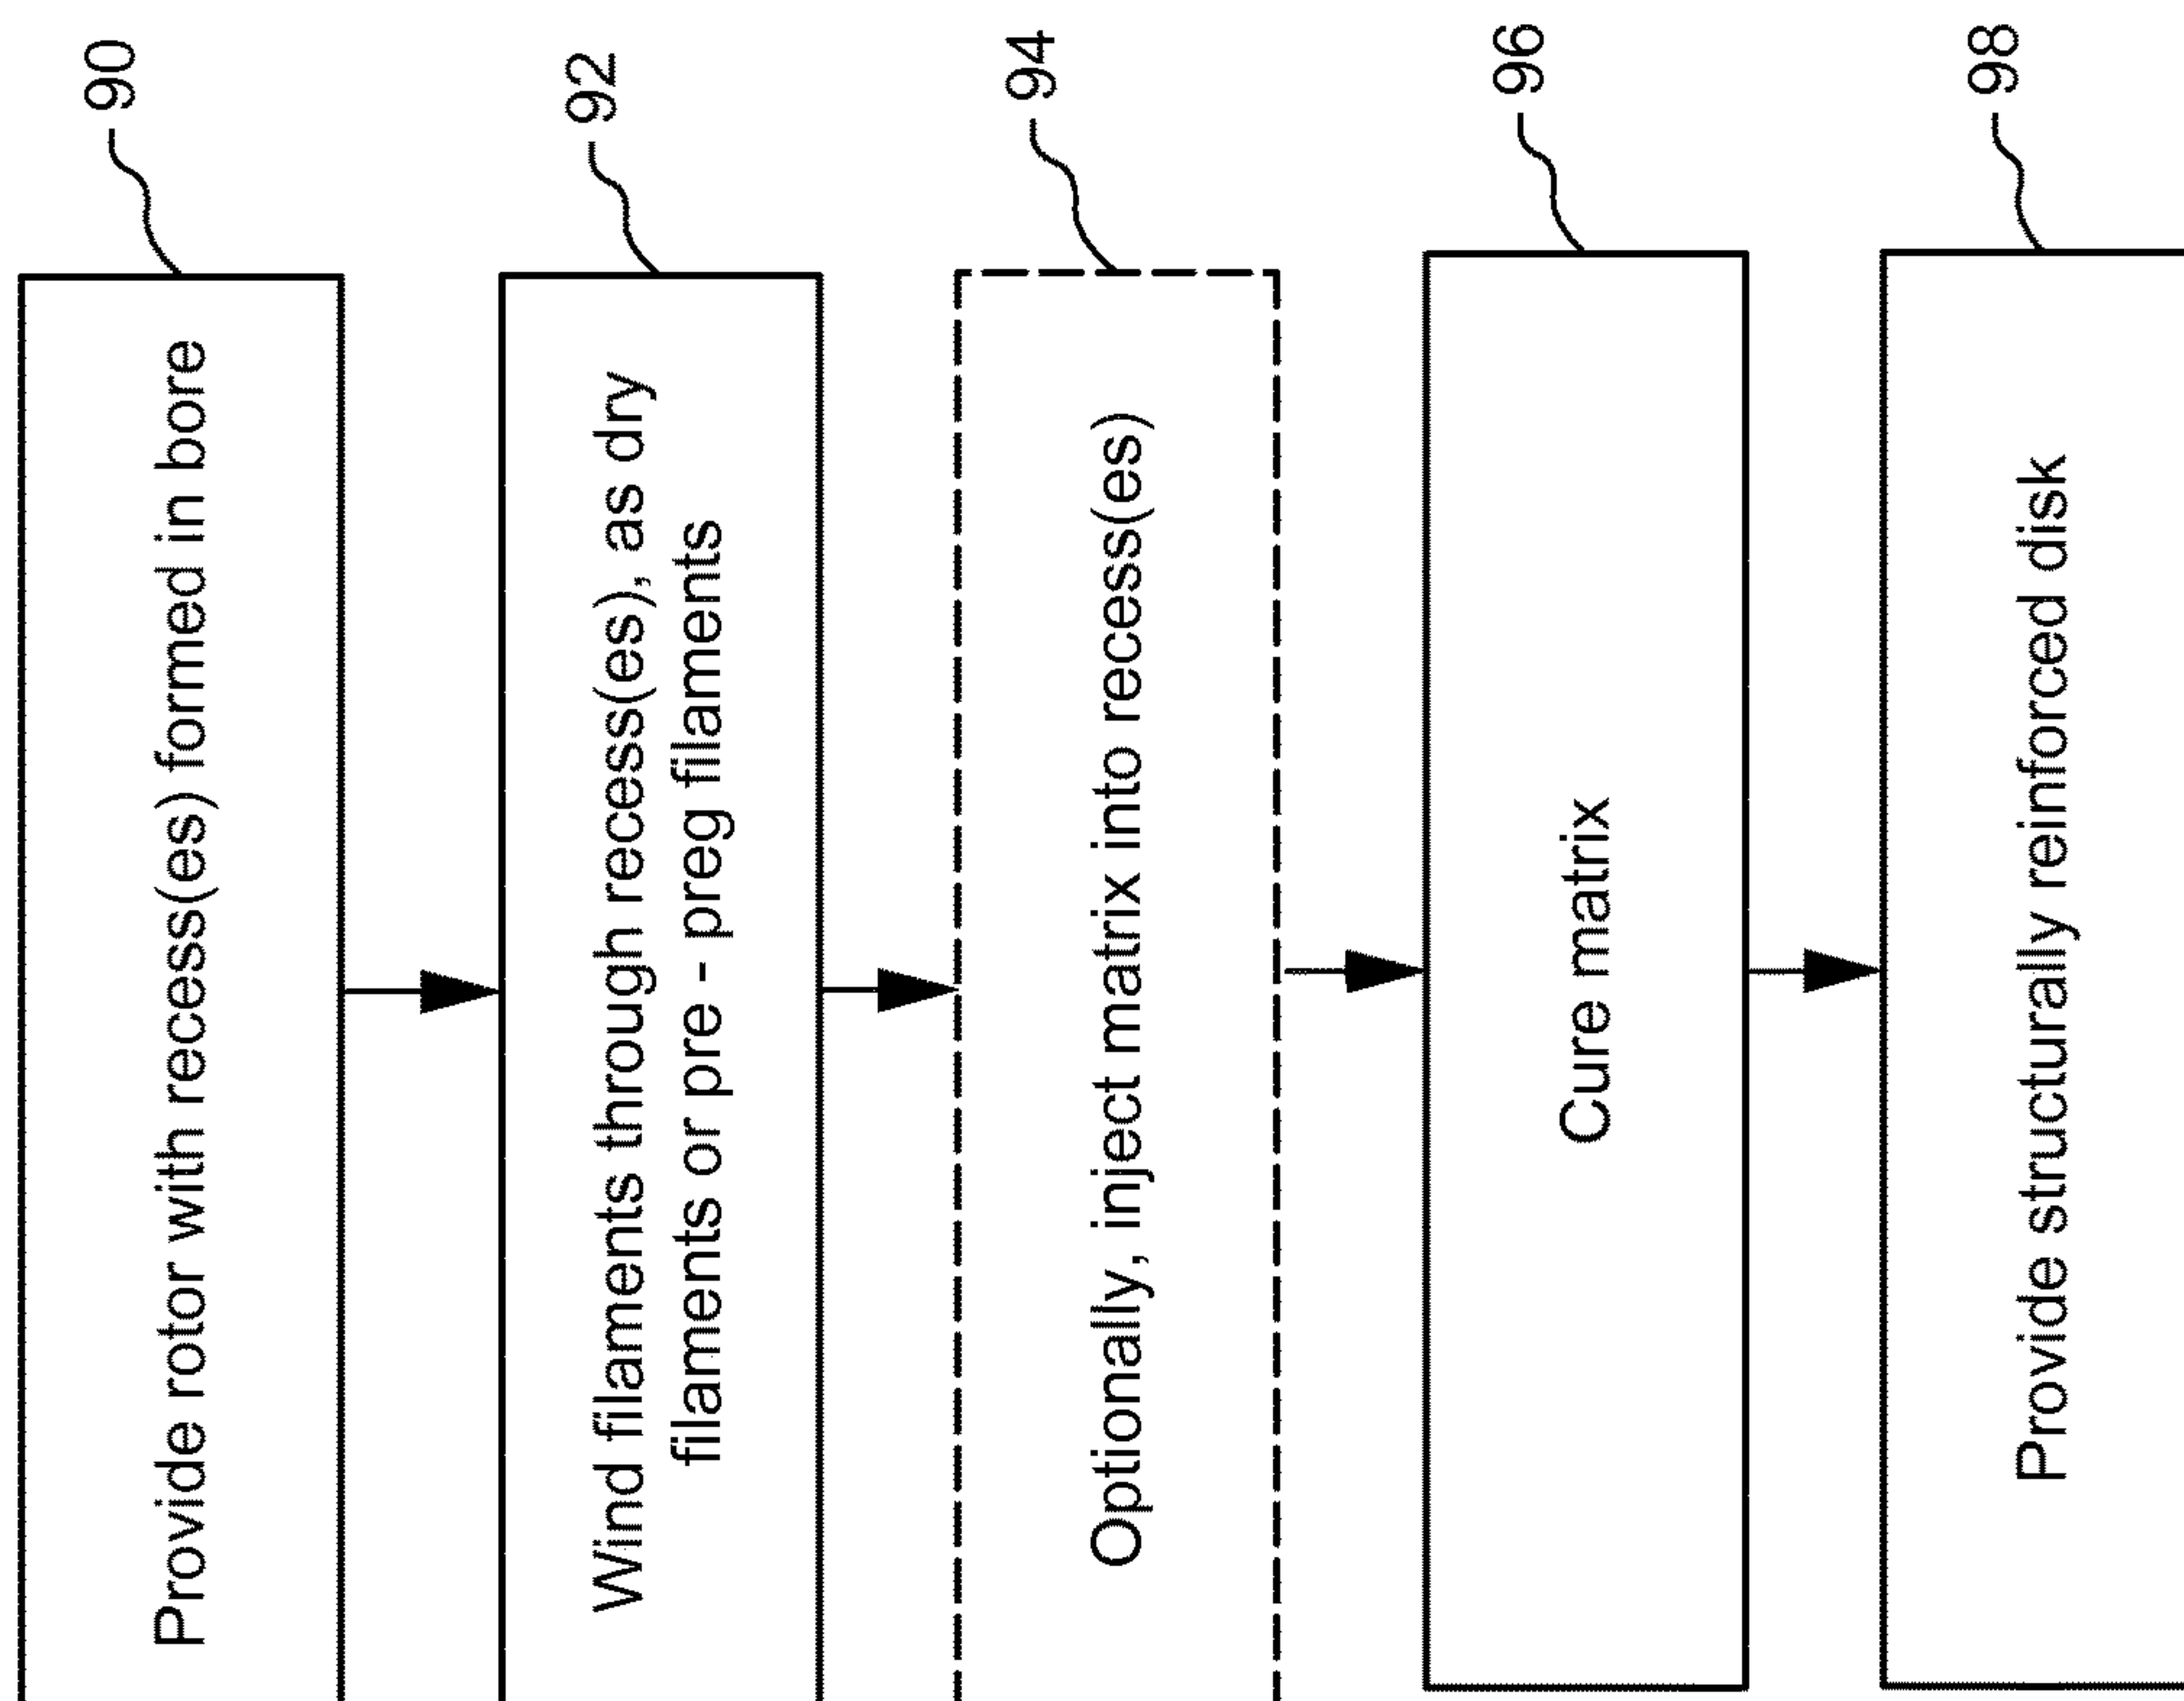 90
Provide rotor with recess(es) formed in bore
92
Wind filaments through recess(es), as dry
filaments or pre - preg filaments
94
Optionally, inject matrix into recess(es)
96
Cure matrix
98
Provide structurally reinforced disk